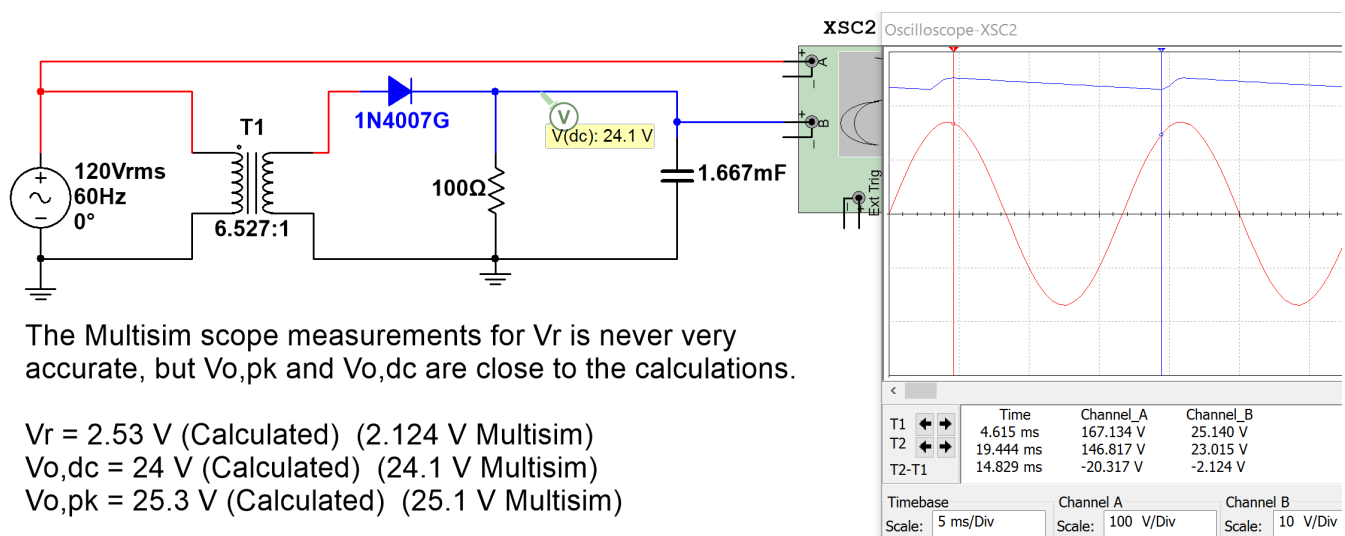 XSC2
Oscilloscope-XSC2
A
B
Ext Trig
1N4007G
V
V(dc): 24.1 V
T1
120Vrms
60Hz
0°
6.527:1
100Ω
1.667mF
The Multisim scope measurements for Vr is never very
accurate, but Vo,pk and Vo,dc are close to the calculations.
Vr = 2.53 V (Calculated) (2.124 V Multisim)
Vo,dc = 24 V (Calculated) (24.1 V Multisim)
Vo,pk = 25.3 V (Calculated) (25.1 V Multisim)
Time Channel_A Channel_B
T1 4.615 ms 167.134 V 25.140 V
T2 19.444 ms 146.817 V 23.015 V
T2-T1 14.829 ms -20.317 V -2.124 V
Timebase Channel A Channel B
Scale: 5 ms/Div Scale: 100 V/Div Scale: 10 V/Div